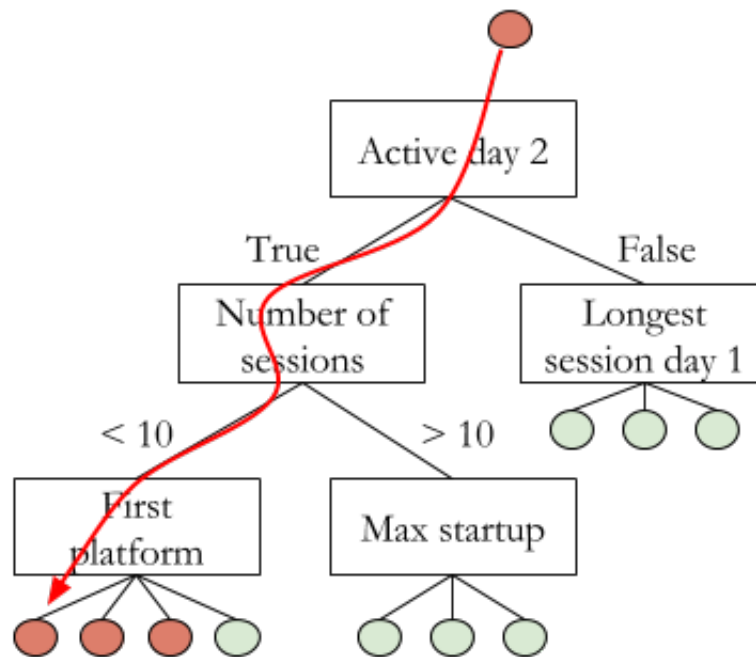 Active day 2
True
False
Number of
sessions
Longest
session day 1
< 10
> 10
First
platform
Max startup